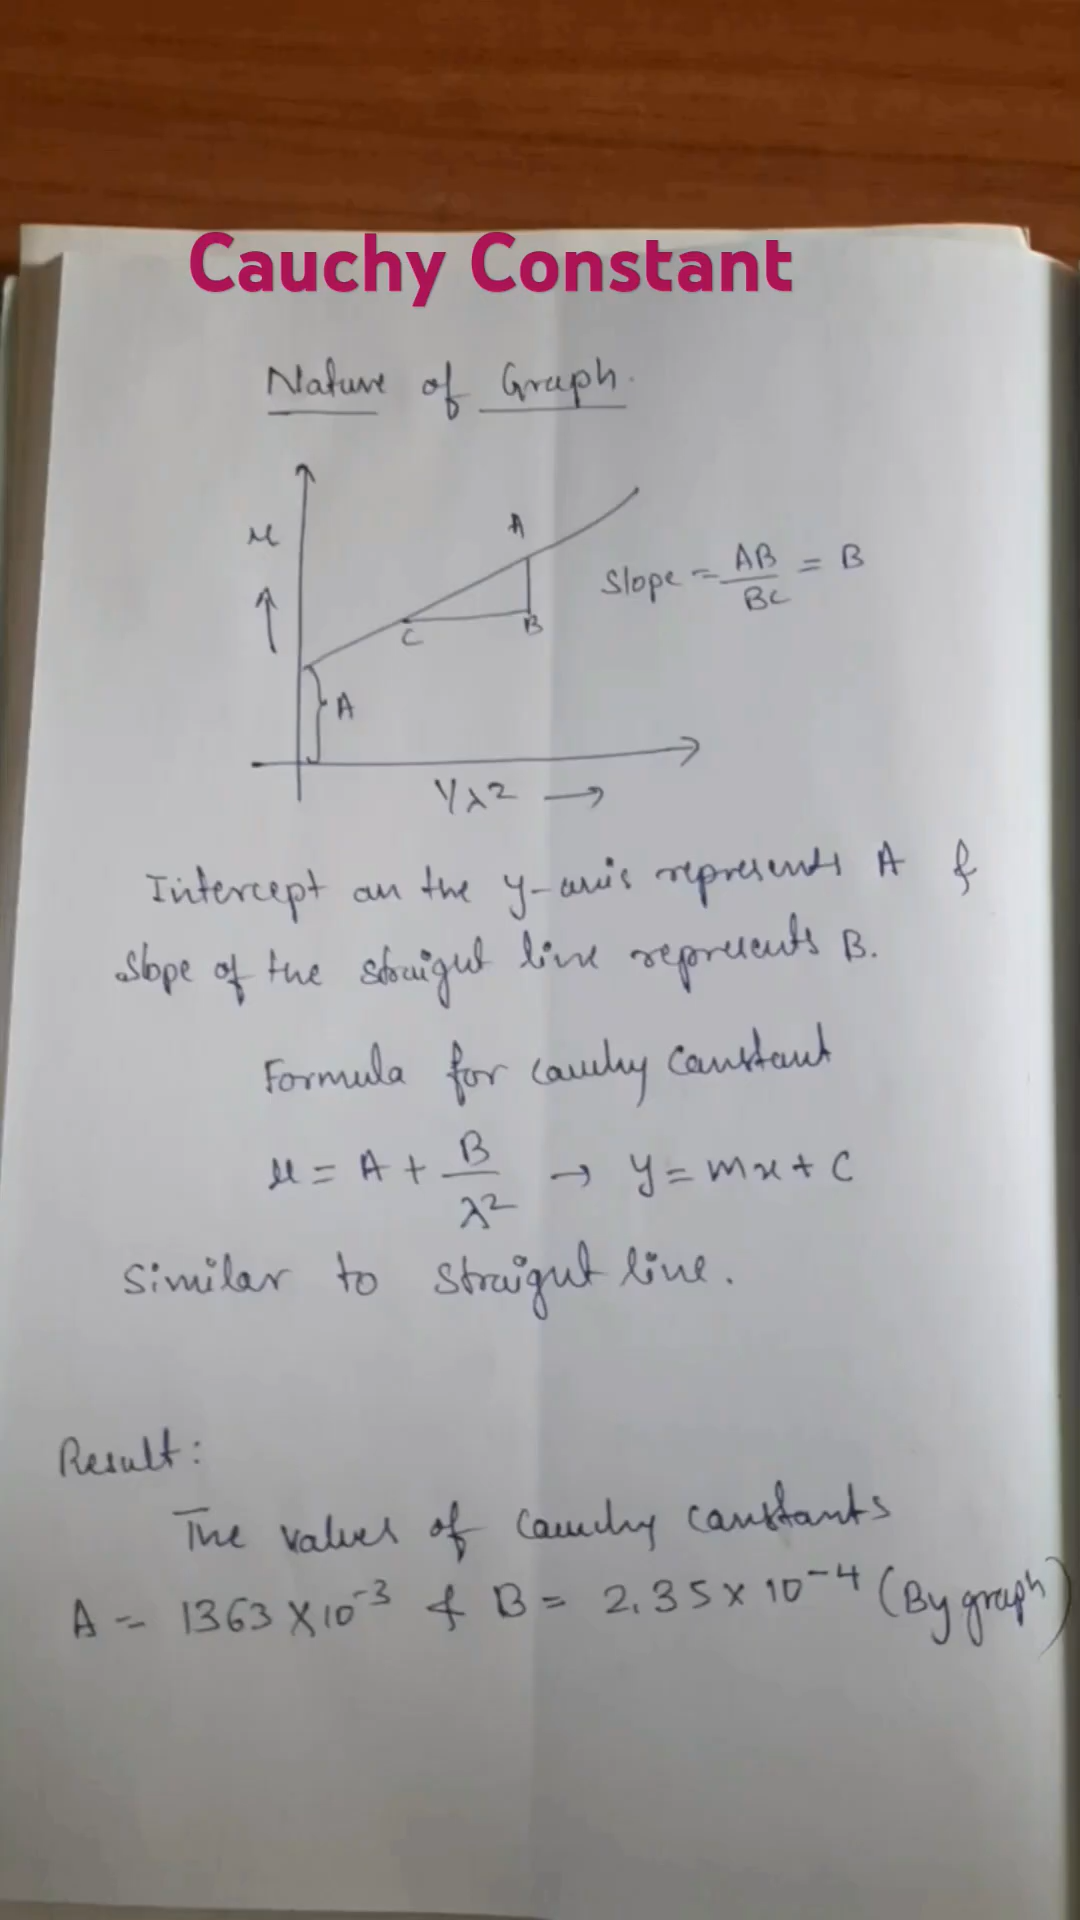 Cauchy Constant
Nature of Graph.
μ
A
Slope = AB/BC = B
C
B
A
1/λ2 →
Intercept on the y-axis represents A &
slope of the straight line represents B.
Formula for cauchy constant
μ = A + B/λ2 → y = mx + C
Similar to straight line.
Result:
The values of cauchy constants
A = 1363 X 10-3 & B = 2.35 x 10-4 (By graph)